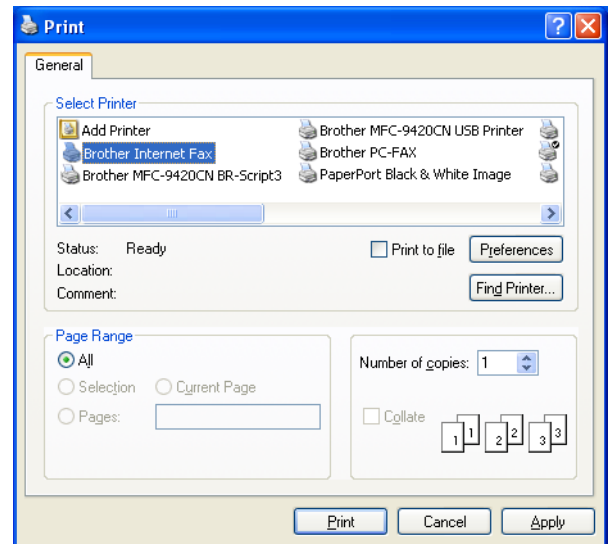 Print
General
Select Printer
Add Printer
Brother Internet Fax
Brother MFC-9420CN BR-Script3
Brother MFC-9420CN USB Printer
Brother PC-FAX
PaperPort Black & White Image
Status: Ready
Location:
Comment:
Print to file
Preferences
Find Printer...
Page Range
All
Selection
Current Page
Pages:
Number of copies: 1
Collate
1 1 2 2 3 3
Print
Cancel
Apply